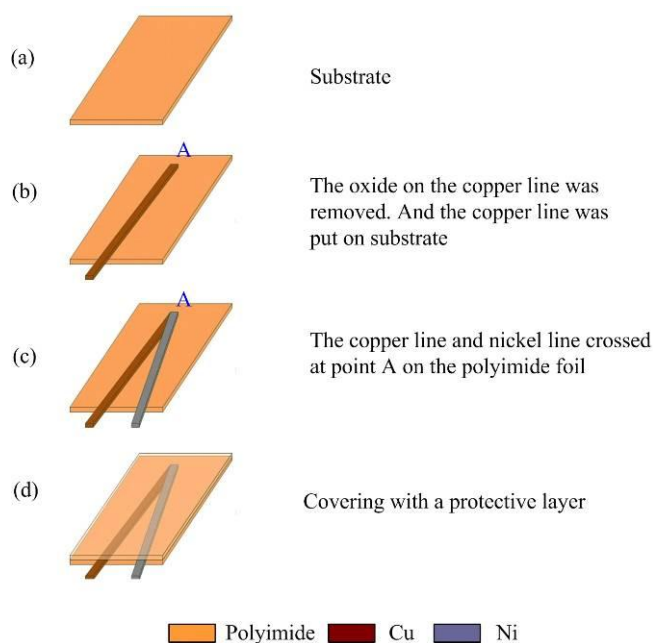 (a)
Substrate
A
(b)
The oxide on the copper line was
removed. And the copper line was
put on substrate
A
(c)
The copper line and nickel line crossed
at point A on the polyimide foil
(d)
Covering with a protective layer
Polyimide Cu Ni